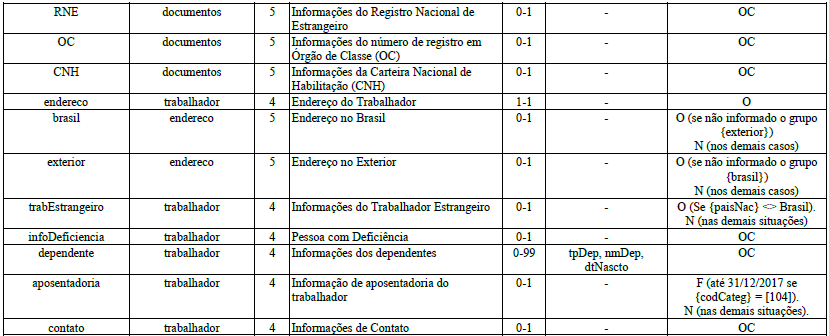 RNE documentos 5 Informações do Registro Nacional de Estrangeiro 0-1 - OC
OC documentos 5 Informações do número de registro em Órgão de Classe (OC) 0-1 - OC
CNH documentos 5 Informações da Carteira Nacional de Habilitação (CNH) 0-1 - OC
endereco trabalhador 4 Endereço do Trabalhador 1-1 - O
brasil endereco 5 Endereço no Brasil 0-1 - O (se não informado o grupo {exterior}) N (nos demais casos)
exterior endereco 5 Endereço no Exterior 0-1 - O (se não informado o grupo {brasil}) N (nos demais casos)
trabEstrangeiro trabalhador 4 Informações do Trabalhador Estrangeiro 0-1 - O (Se {paisNac} <> Brasil). N (nas demais situações)
infoDeficiencia trabalhador 4 Pessoa com Deficiência 0-1 - OC
dependente trabalhador 4 Informações dos dependentes 0-99 tpDep, nmDep, dtNascto OC
aposentadoria trabalhador 4 Informação de aposentadoria do trabalhador 0-1 - F (até 31/12/2017 se {codCateg} = [104]). N (nas demais situações).
contato trabalhador 4 Informações de Contato 0-1 - OC